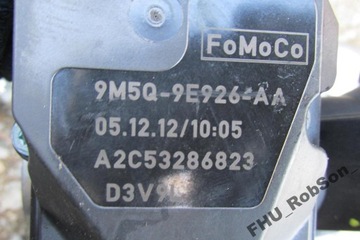 FoMoCo
9M5Q-9E926-AA
05.12.12/10:05
A2C53286823
FHU_Robson_